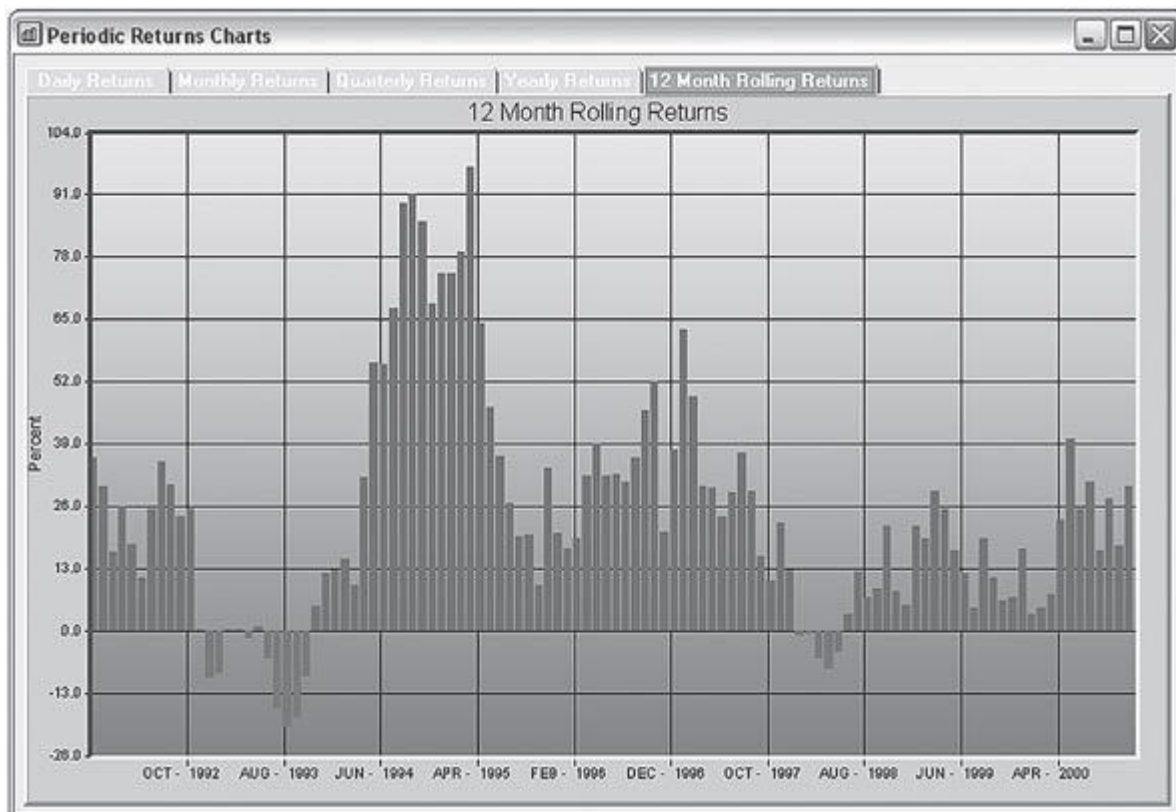 Periodic Returns Charts
Daily Returns Monthly Returns Quarterly Returns Yearly Returns 12 Month Rolling Returns
12 Month Rolling Returns
104.0
91.0
78.0
65.0
52.0
39.0
26.0
13.0
0.0
-13.0
-26.0
Percent
OCT - 1992 AUG - 1993 JUN - 1994 APR - 1995 FEB - 1996 DEC - 1996 OCT - 1997 AUG - 1998 JUN - 1999 APR - 2000